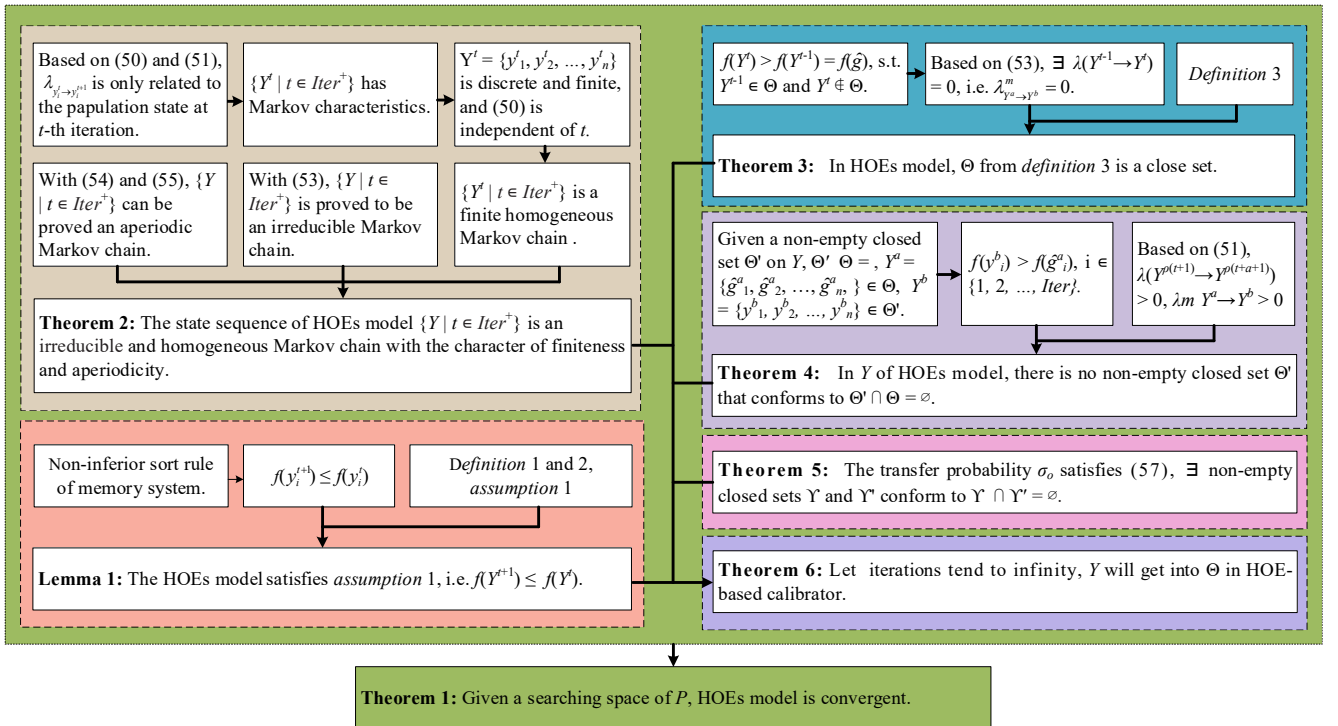 Based on (50) and (51),
λ_{y_i^t→y_i^{t+1}} is only related to
the papulation state at
t-th iteration.
{Y^t | t ∈ Iter^+} has
Markov characteristics.
Y^t = {y^t_1, y^t_2, ..., y^t_n}
is discrete and finite,
and (50) is
independent of t.
With (54) and (55), {Y
| t ∈ Iter^+} can be
proved an aperiodic
Markov chain.
With (53), {Y | t ∈
Iter^+} is proved to be
an irreducible Markov
chain.
{Y^t | t ∈ Iter^+} is a
finite homogeneous
Markov chain .
Theorem 2: The state sequence of HOEs model {Y | t ∈ Iter^+} is an
irreducible and homogeneous Markov chain with the character of finiteness
and aperiodicity.
Non-inferior sort rule
of memory system.
f(y_i^{t+1}) ≤ f(y_i^t)
Definition 1 and 2,
assumption 1
Lemma 1: The HOEs model satisfies assumption 1, i.e. f(Y^{t+1}) ≤ f(Y^t).
f(Y^t) > f(Y^{t-1}) = f(ĝ), s.t.
Y^{t-1} ∈ Θ and Y^t ∉ Θ.
Based on (53), ∃ λ(Y^{t-1}→Y^t)
= 0, i.e. λ^m_{Y^a→Y^b} = 0.
Definition 3
Theorem 3: In HOEs model, Θ from definition 3 is a close set.
Given a non-empty closed
set Θ' on Y, Θ' Θ = , Y^a =
{ĝ^a_1, ĝ^a_2, ..., ĝ^a_n, } ∈ Θ, Y^b
= {y^b_1, y^b_2, ..., y^b_n} ∈ Θ'.
f(y^b_i) > f(ĝ^a_i), i ∈
{1, 2, ..., Iter}.
Based on (51),
λ(Y^{ρ(t+1)}→Y^{ρ(t+a+1)})
> 0, λm Y^a→Y^b > 0
Theorem 4: In Y of HOEs model, there is no non-empty closed set Θ'
that conforms to Θ' ∩ Θ = ∅.
Theorem 5: The transfer probability σ_o satisfies (57), ∃ non-empty
closed sets ϒ and ϒ' conform to ϒ ∩ ϒ' = ∅.
Theorem 6: Let iterations tend to infinity, Y will get into Θ in HOE-
based calibrator.
Theorem 1: Given a searching space of P, HOEs model is convergent.